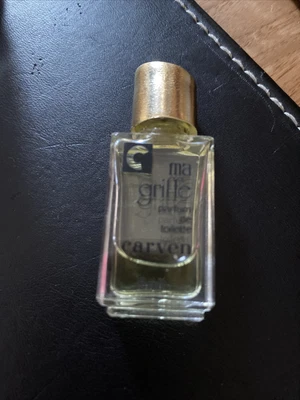 C
ma
griffe
parfum
de
toilette
carven